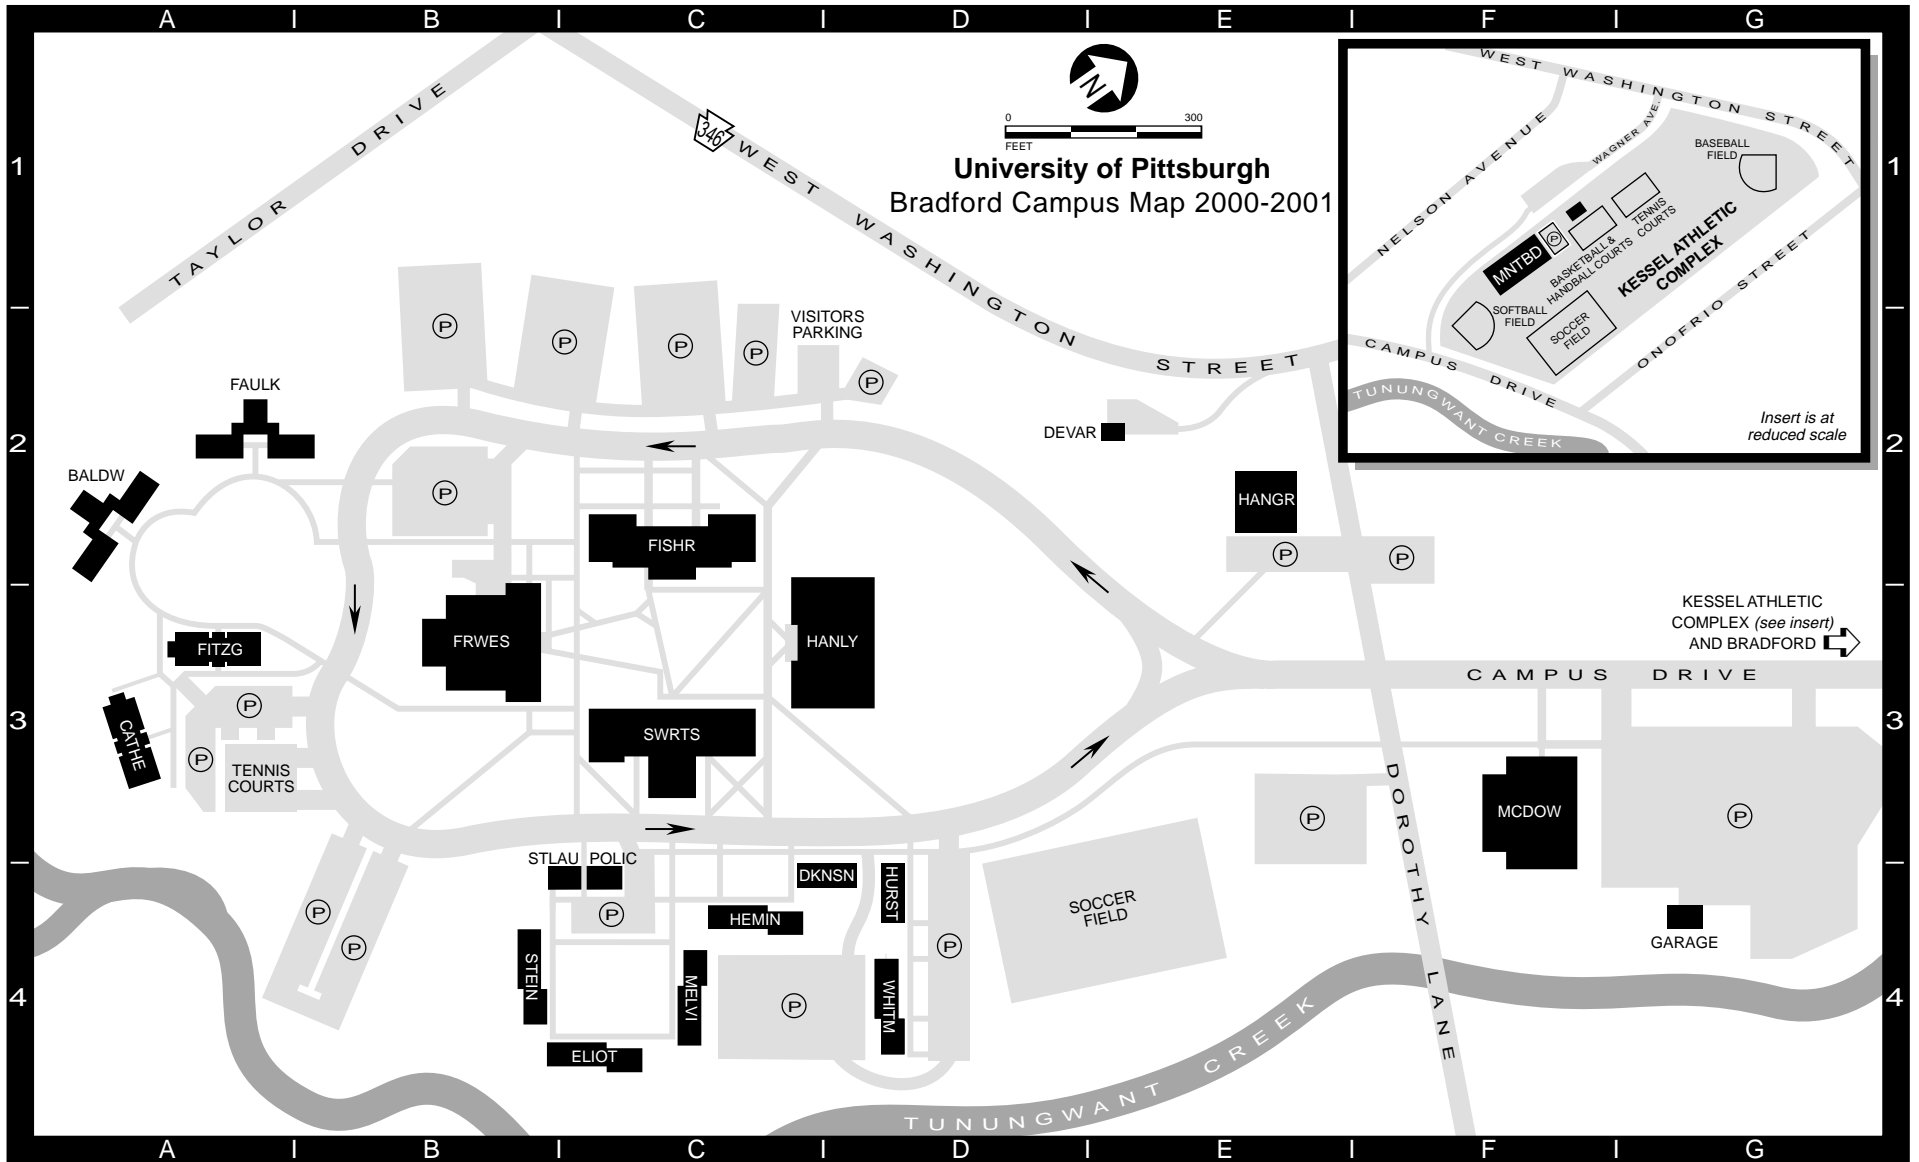 A I B I C I D I E I F I G
1
2
3
4
1
2
3
4
A I B I C I D I E I F I G
N
0 300
FEET
University of Pittsburgh
Bradford Campus Map 2000-2001
TAYLOR DRIVE
346
WEST WASHINGTON STREET
WEST WASHINGTON STREET
NELSON AVENUE
WAGNER AVE.
BASEBALL
FIELD
TENNIS
COURTS
BASKETBALL &
HANDBALL COURTS
P
MNTBD
KESSEL ATHLETIC
COMPLEX
SOFTBALL
FIELD
SOCCER
FIELD
ONOFRIO STREET
CAMPUS DRIVE
TUNUNGWANT CREEK
Insert is at
reduced scale
P
P
P
P
VISITORS
PARKING
P
FAULK
BALDW
P
DEVAR
HANGR
P
P
FISHR
FRWES
HANLY
SWRTS
FITZG
P
CATHE
P
TENNIS
COURTS
KESSEL ATHLETIC
COMPLEX (see insert)
AND BRADFORD
CAMPUS DRIVE
DOROTHY LANE
P
MCDOW
P
GARAGE
P
P
STLAU
POLIC
P
STEIN
ELIOT
MELVI
HEMIN
DKNSN
HURST
P
WHITM
P
SOCCER
FIELD
TUNUNGWANT CREEK